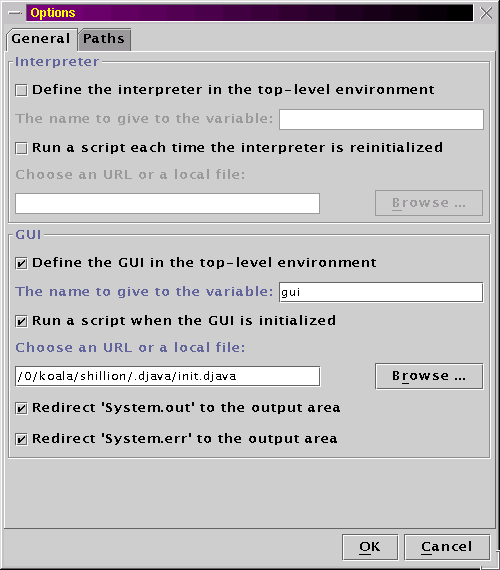 Options
General Paths
Interpreter
Define the interpreter in the top-level environment
The name to give to the variable:
Run a script each time the interpreter is reinitialized
Choose an URL or a local file:
Browse ...
GUI
Define the GUI in the top-level environment
The name to give to the variable: gui
Run a script when the GUI is initialized
Choose an URL or a local file:
/0/koala/shillion/.djava/init.djava Browse ...
Redirect 'System.out' to the output area
Redirect 'System.err' to the output area
OK Cancel